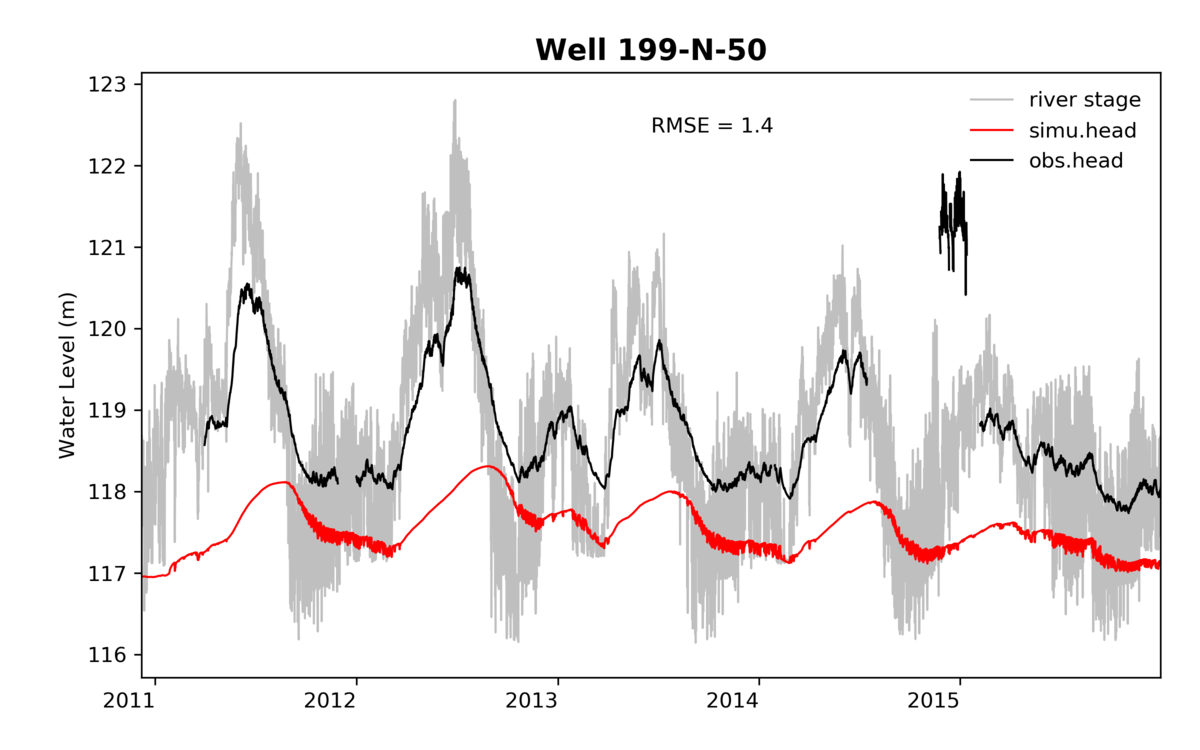 Well 199-N-50
123
122
121
120
119
118
117
116
Water Level (m)
RMSE = 1.4
river stage
simu.head
obs.head
2011 2012 2013 2014 2015